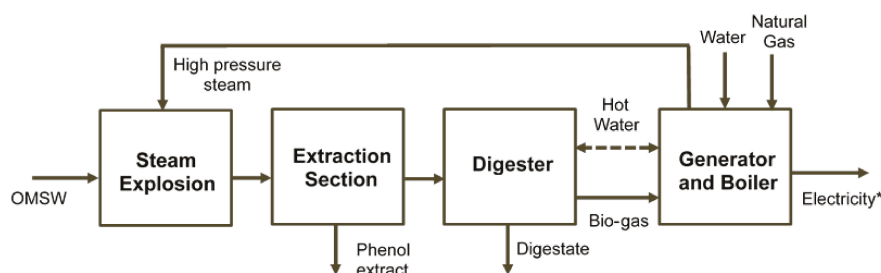 Natural
Gas
Water
High pressure
steam
Hot
Water
Steam
Explosion
Extraction
Section
Digester
Generator
and Boiler
OMSW
Electricity*
Bio-gas
Phenol
extract
Digestate